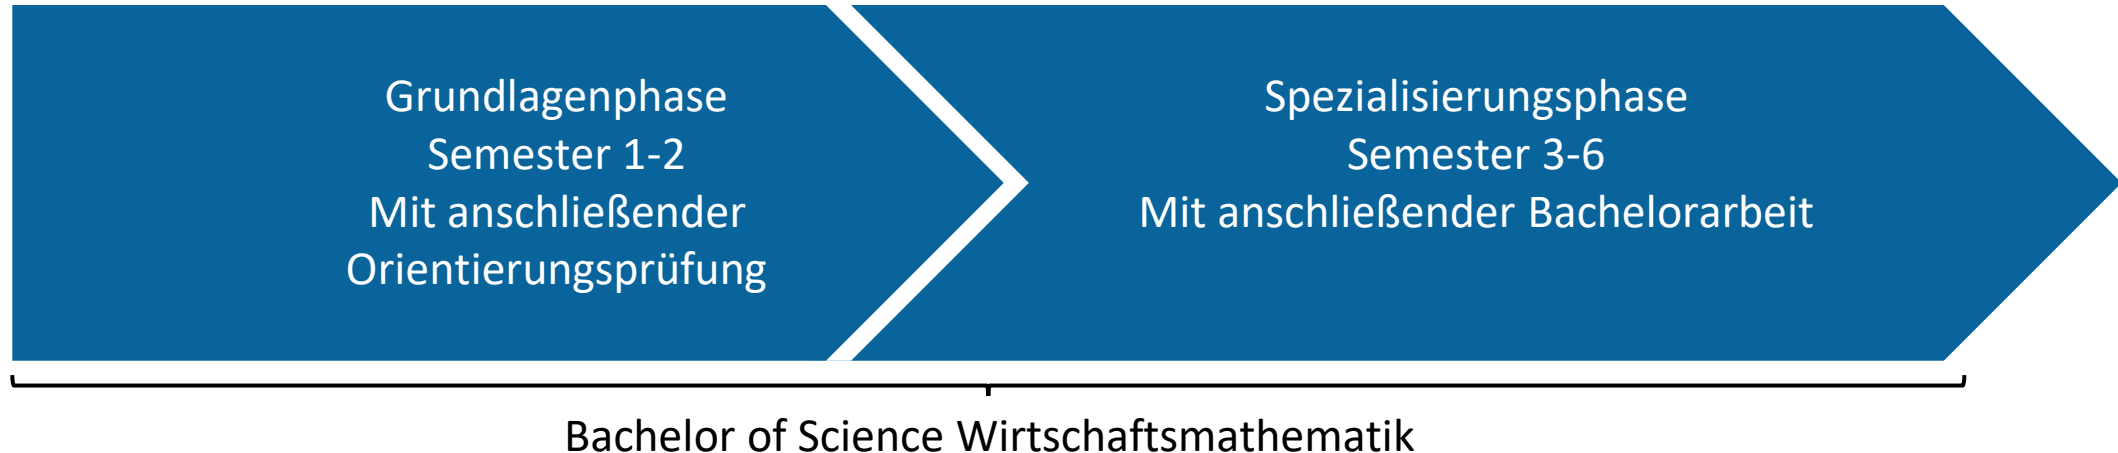 Grundlagenphase
Semester 1-2
Mit anschließender
Orientierungsprüfung
Spezialisierungsphase
Semester 3-6
Mit anschließender Bachelorarbeit
Bachelor of Science Wirtschaftsmathematik